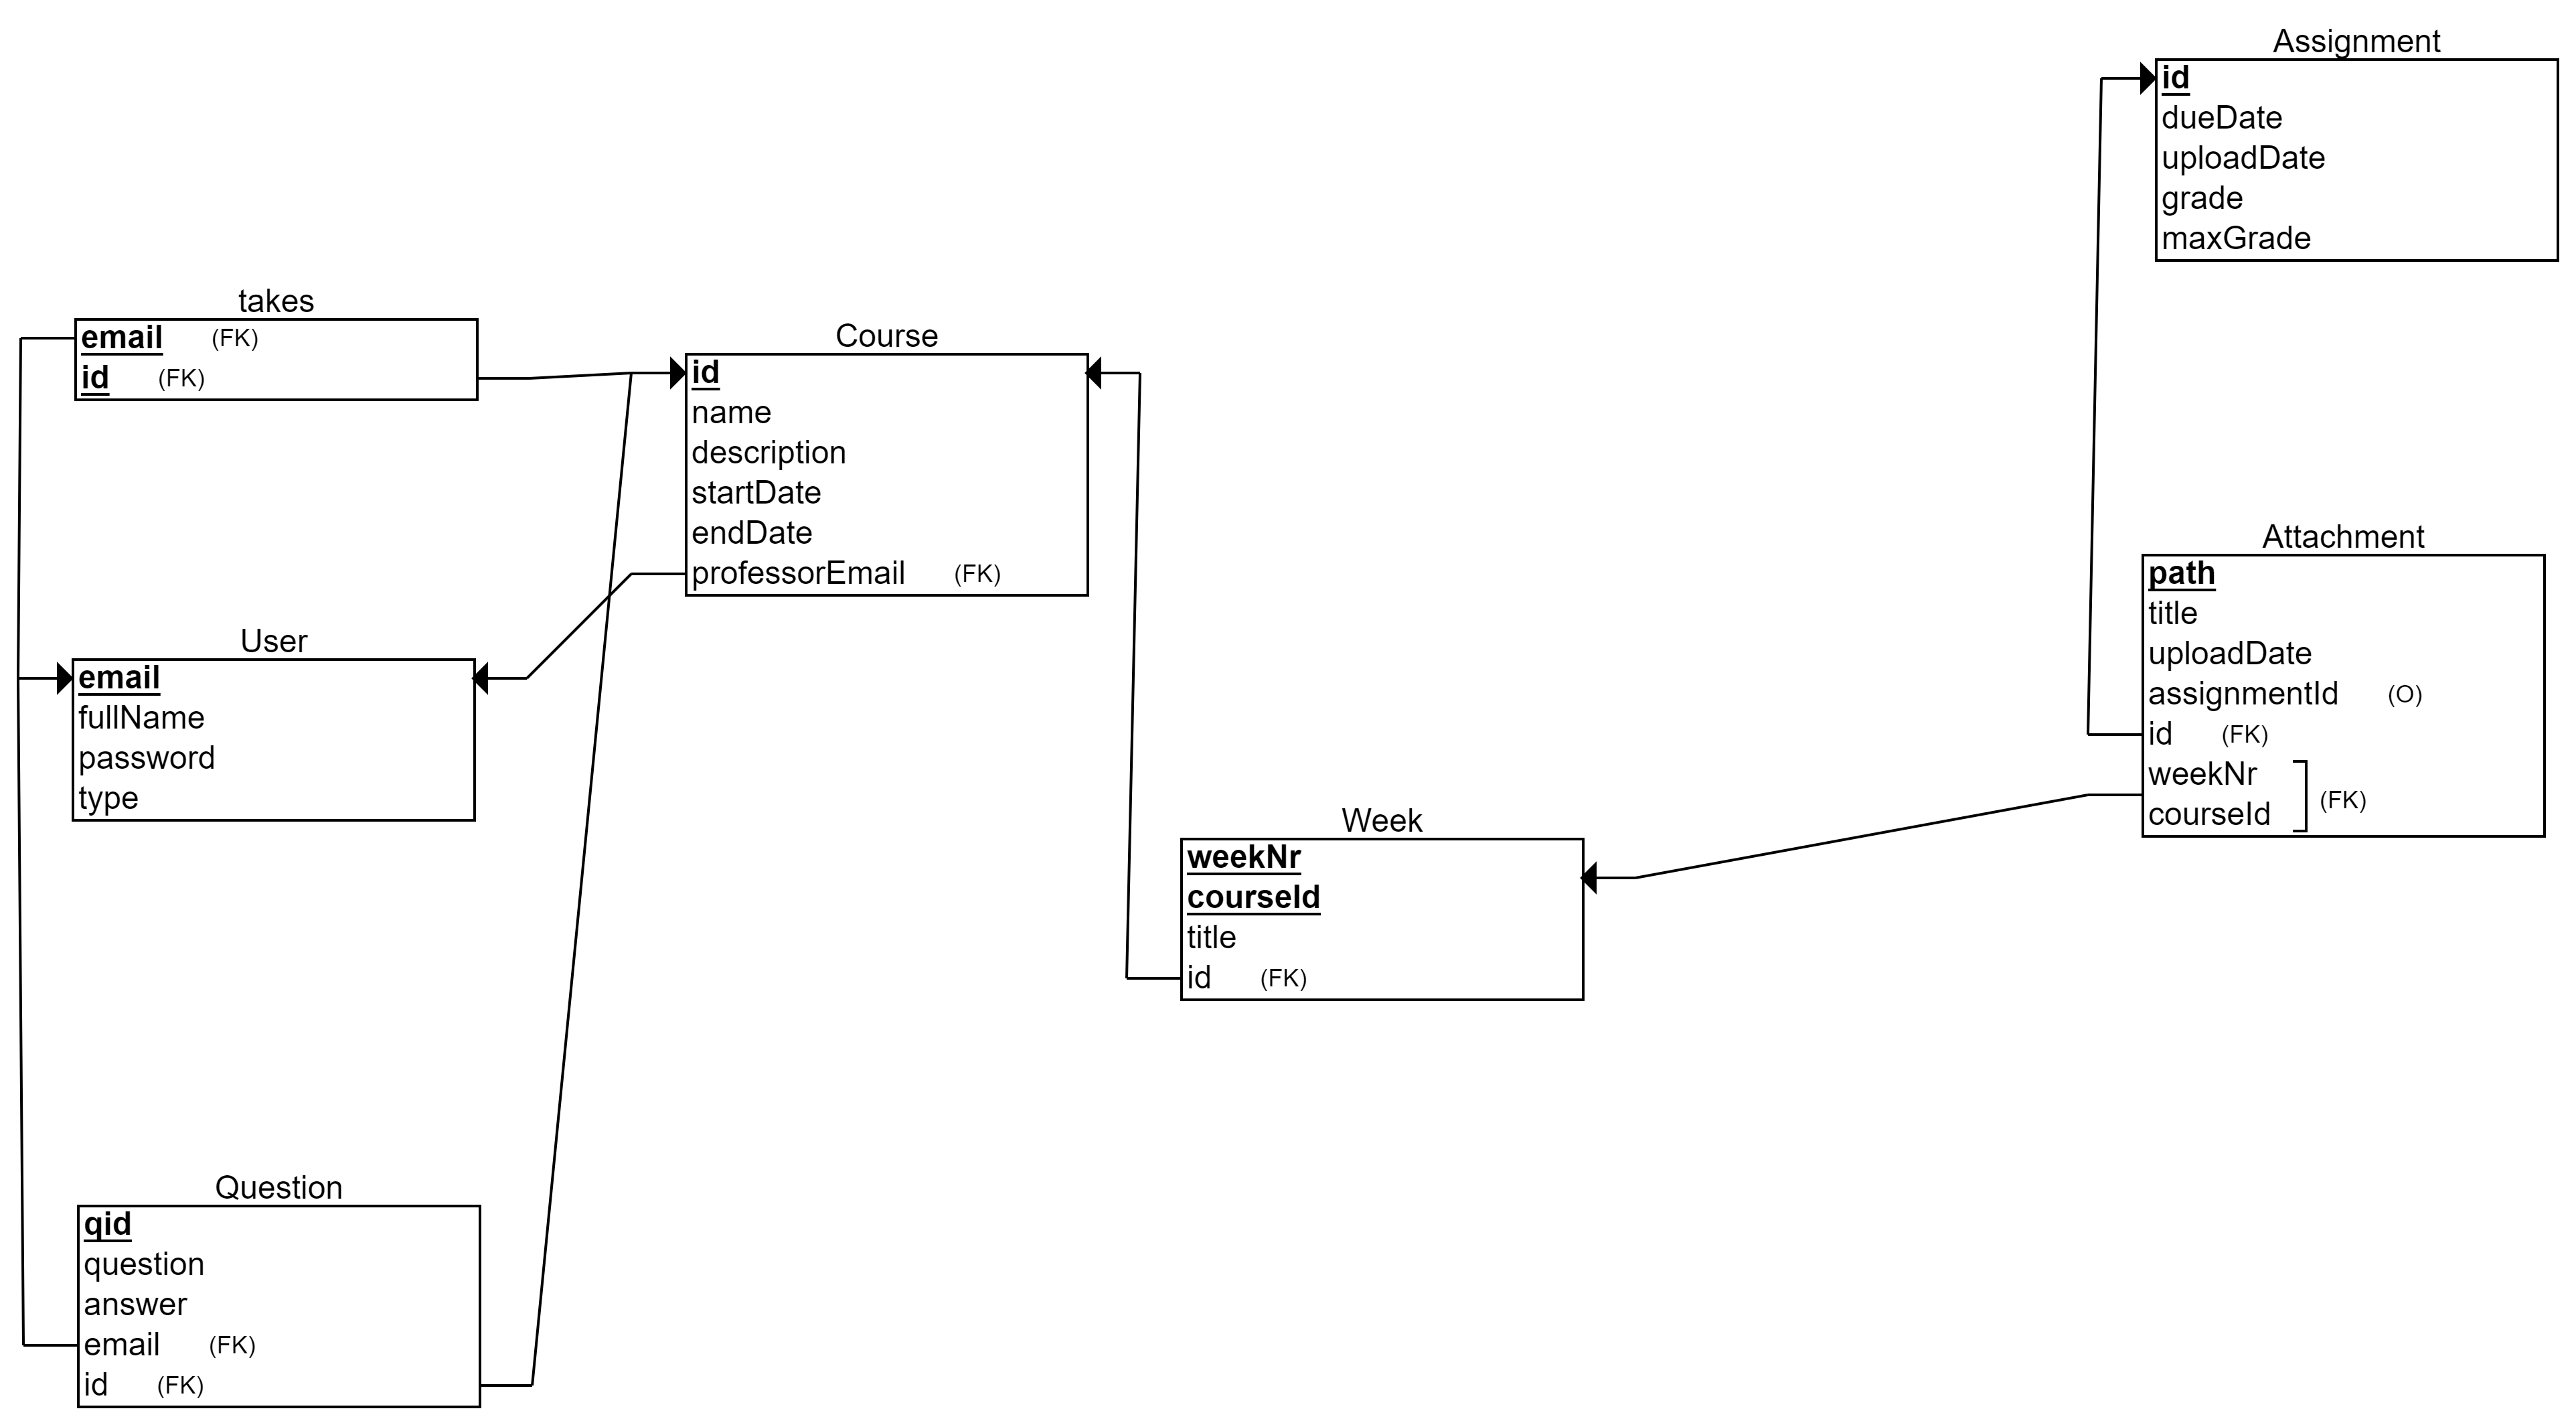 Assignment
id
dueDate
uploadDate
grade
maxGrade
takes
email (FK)
id (FK)
Course
id
name
description
startDate
endDate
professorEmail (FK)
Attachment
path
title
uploadDate
assignmentId (O)
id (FK)
weekNr
courseId (FK)
User
email
fullName
password
type
Week
weekNr
courseId
title
id (FK)
Question
qid
question
answer
email (FK)
id (FK)